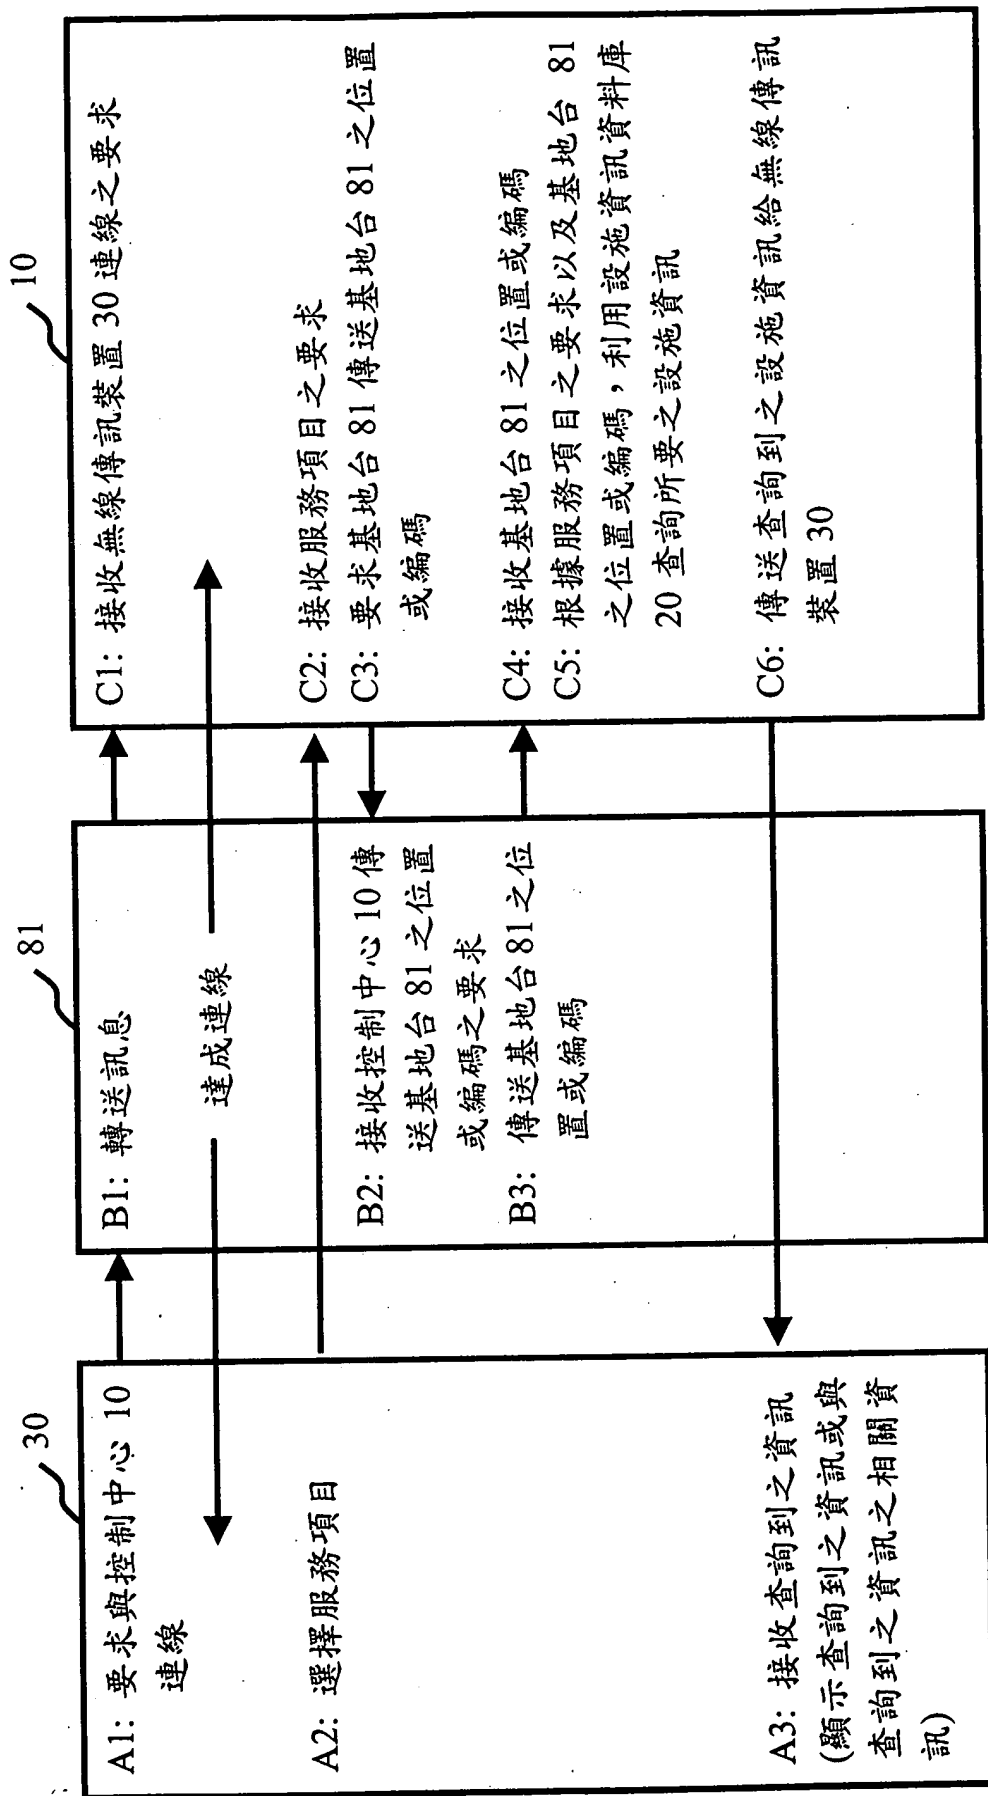 30
A1: 要求與控制中心 10
連線
A2: 選擇服務項目
A3: 接收查詢到之資訊
(顯示查詢到之資訊或與
查詢到之資訊之相關資
訊)
81
B1: 轉送訊息
達成連線
B2: 接收控制中心 10 傳
送基地台 81 之位置
或編碼之要求
B3: 傳送基地台 81 之位
置或編碼
10
C1: 接收無線傳訊裝置 30 連線之要求
C2: 接收服務項目之要求
C3: 要求基地台 81 傳送基地台 81 之位置
或編碼
C4: 接收基地台 81 之位置或編碼
C5: 根據服務項目之要求以及基地台 81
之位置或編碼，利用設施資訊資料庫
20 查詢所要之設施資訊
C6: 傳送查詢到之設施資訊給無線傳訊
裝置 30